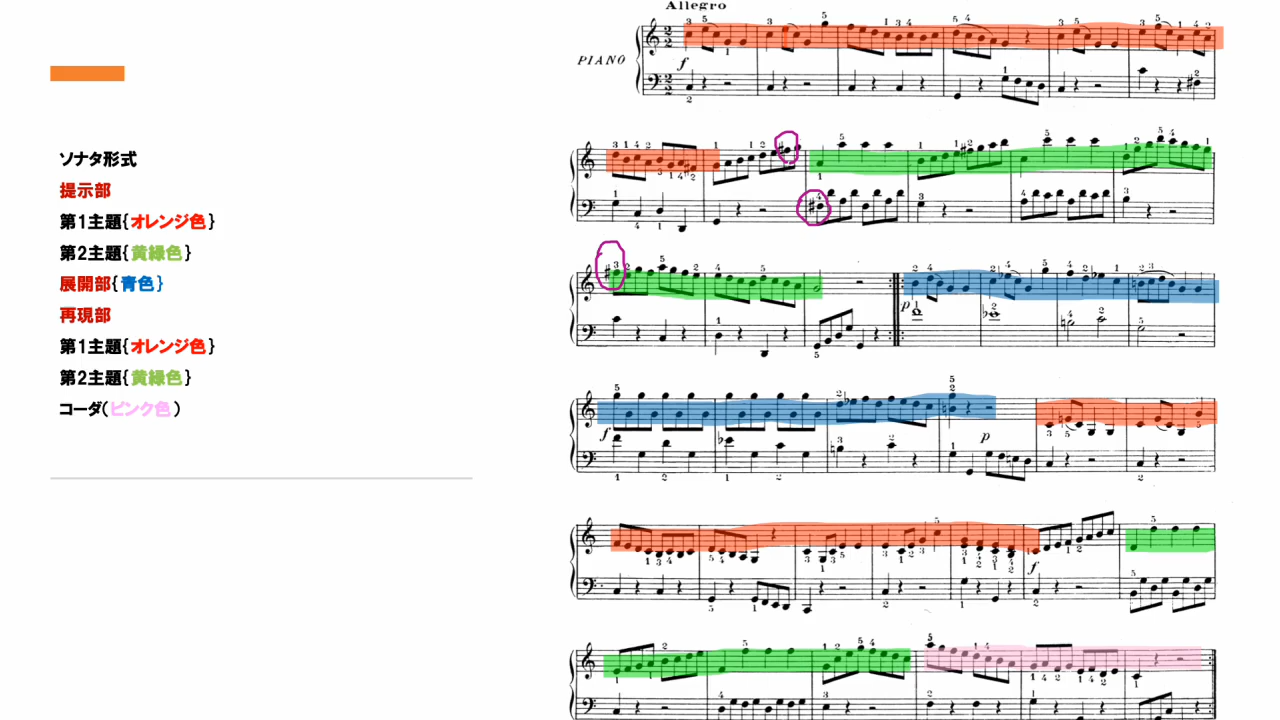 Allegro
PIANO
f
ソナタ形式
提示部
第1主題{オレンジ色}
第2主題{黄緑色}
展開部{青色}
再現部
第1主題{オレンジ色}
第2主題{黄緑色}
コーダ(ピンク色)
p
f
p
f